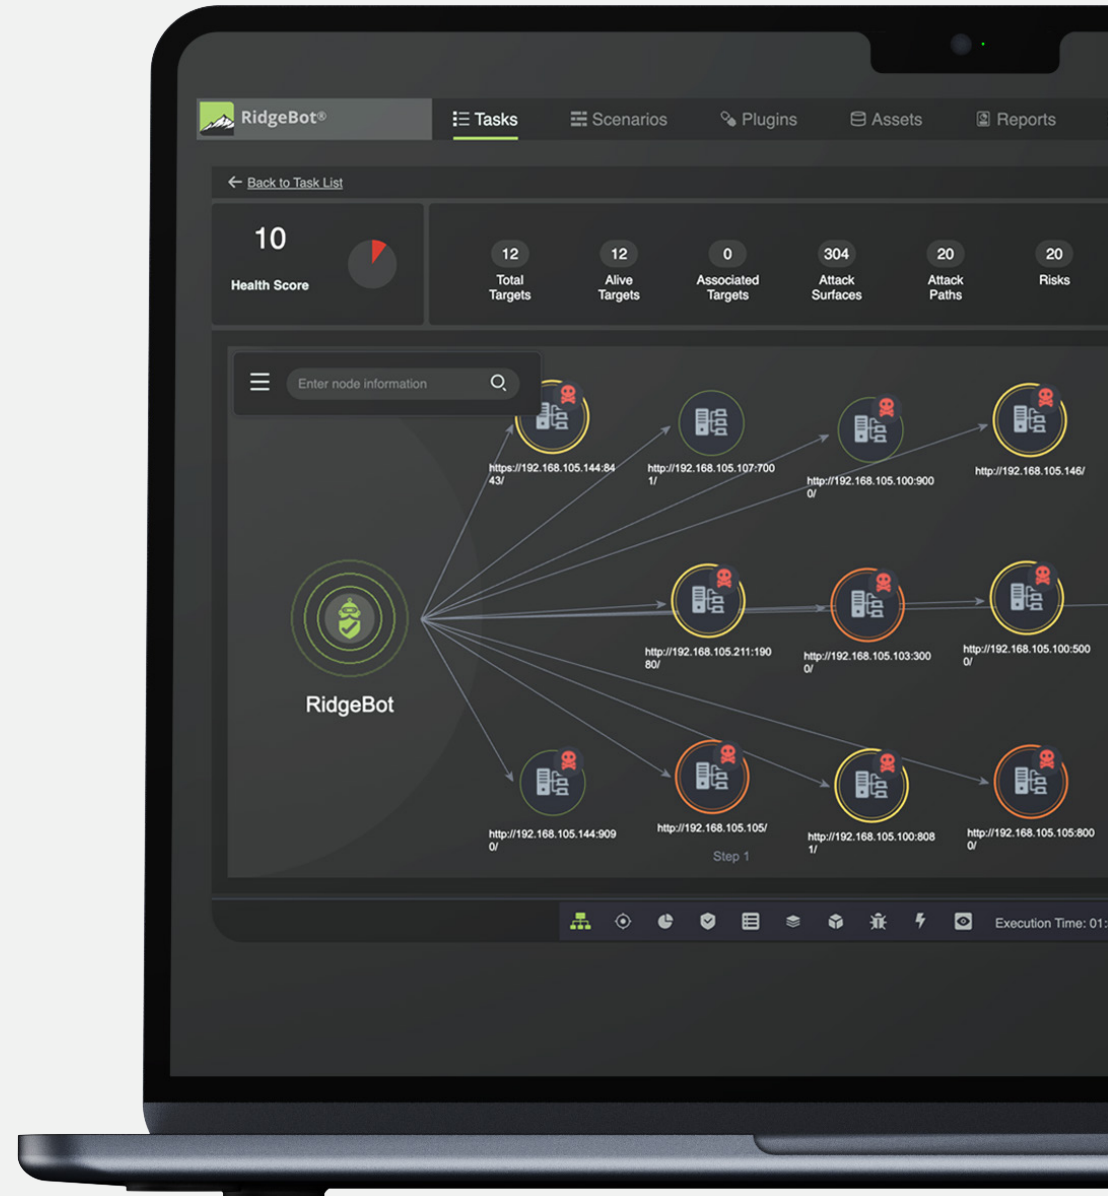 RidgeBot®
Tasks
Scenarios
Plugins
Assets
Reports
Back to Task List
10
Health Score
12
Total
Targets
12
Alive
Targets
0
Associated
Targets
304
Attack
Surfaces
20
Attack
Paths
20
Risks
Enter node information
https://192.168.105.144:84
43/
http://192.168.105.107:700
1/
http://192.168.105.100:900
0/
http://192.168.105.146/
RidgeBot
http://192.168.105.211:190
80/
http://192.168.105.103:300
0/
http://192.168.105.100:500
0/
http://192.168.105.144:909
0/
http://192.168.105.105/
http://192.168.105.100:808
1/
http://192.168.105.105:800
0/
Step 1
Execution Time: 01: